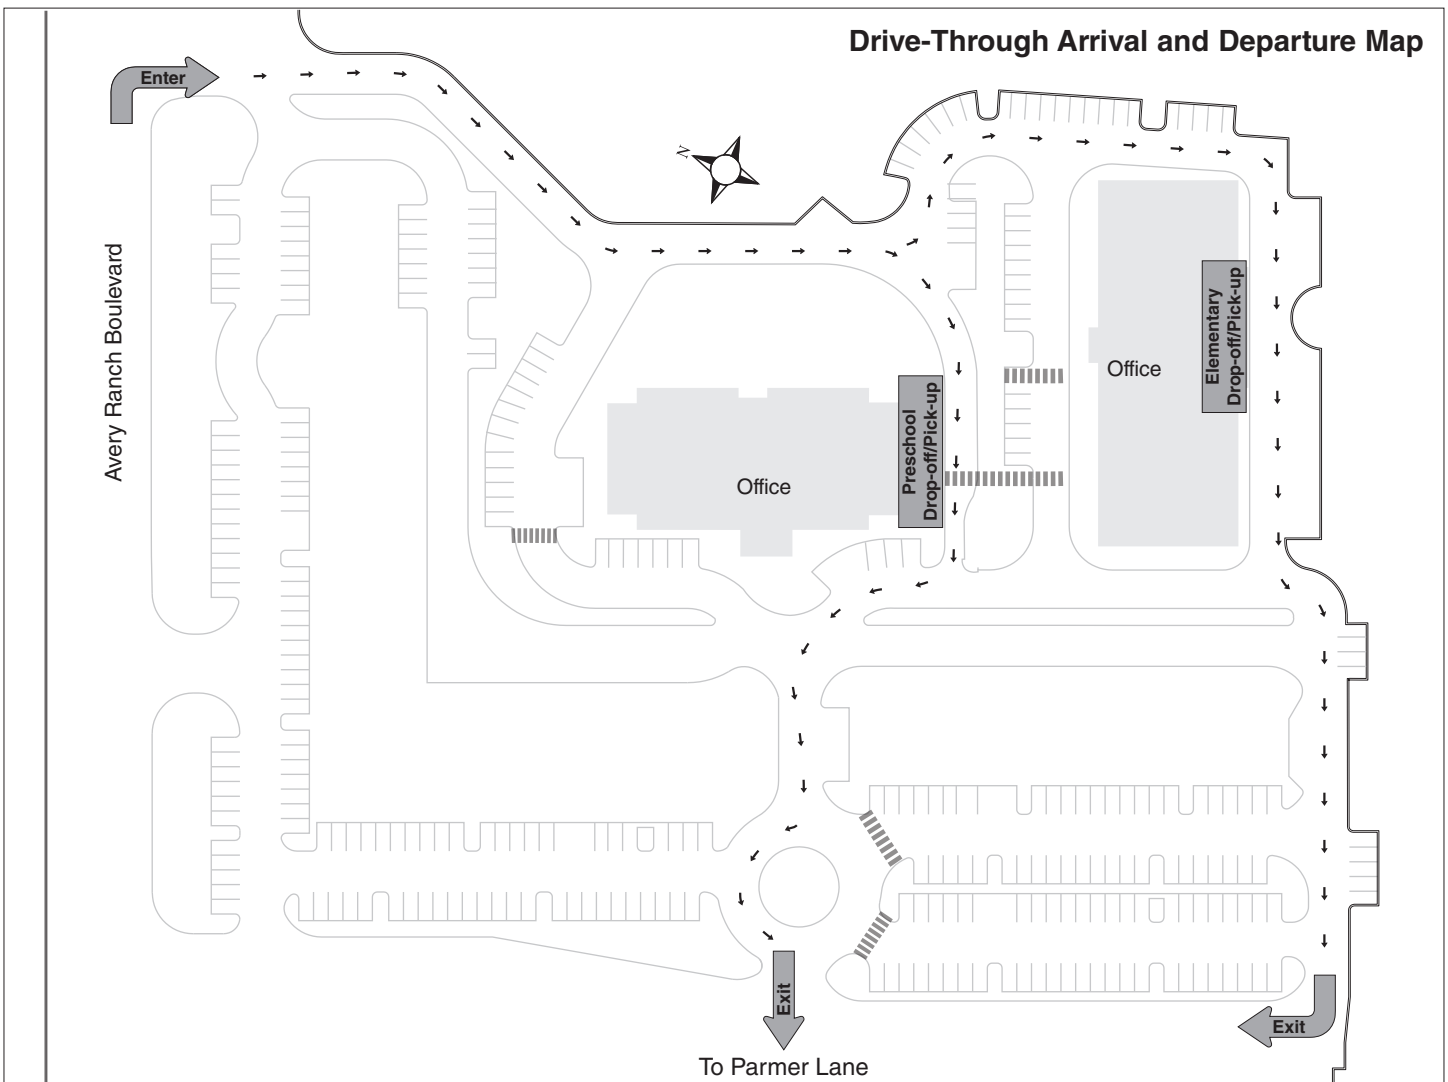 Drive-Through Arrival and Departure Map
Enter
N
Avery Ranch Boulevard
Office
Preschool
Drop-off/Pick-up
Office
Elementary
Drop-off/Pick-up
Exit
To Parmer Lane
Exit